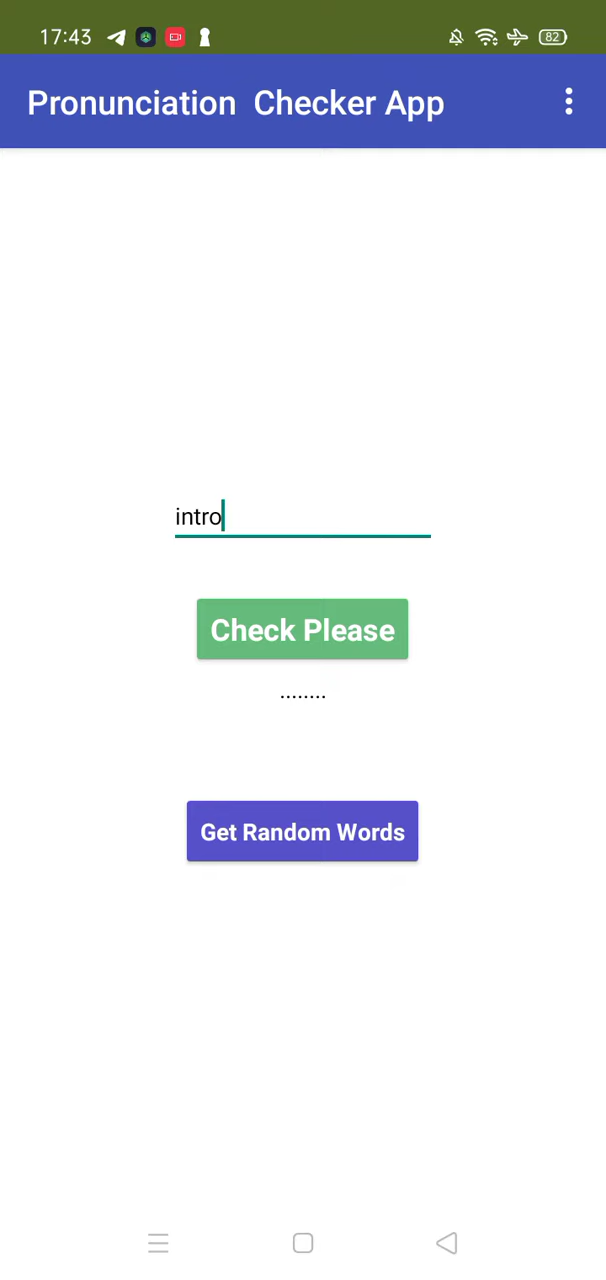 17:43 82
Pronunciation Checker App
intro
Check Please
........
Get Random Words